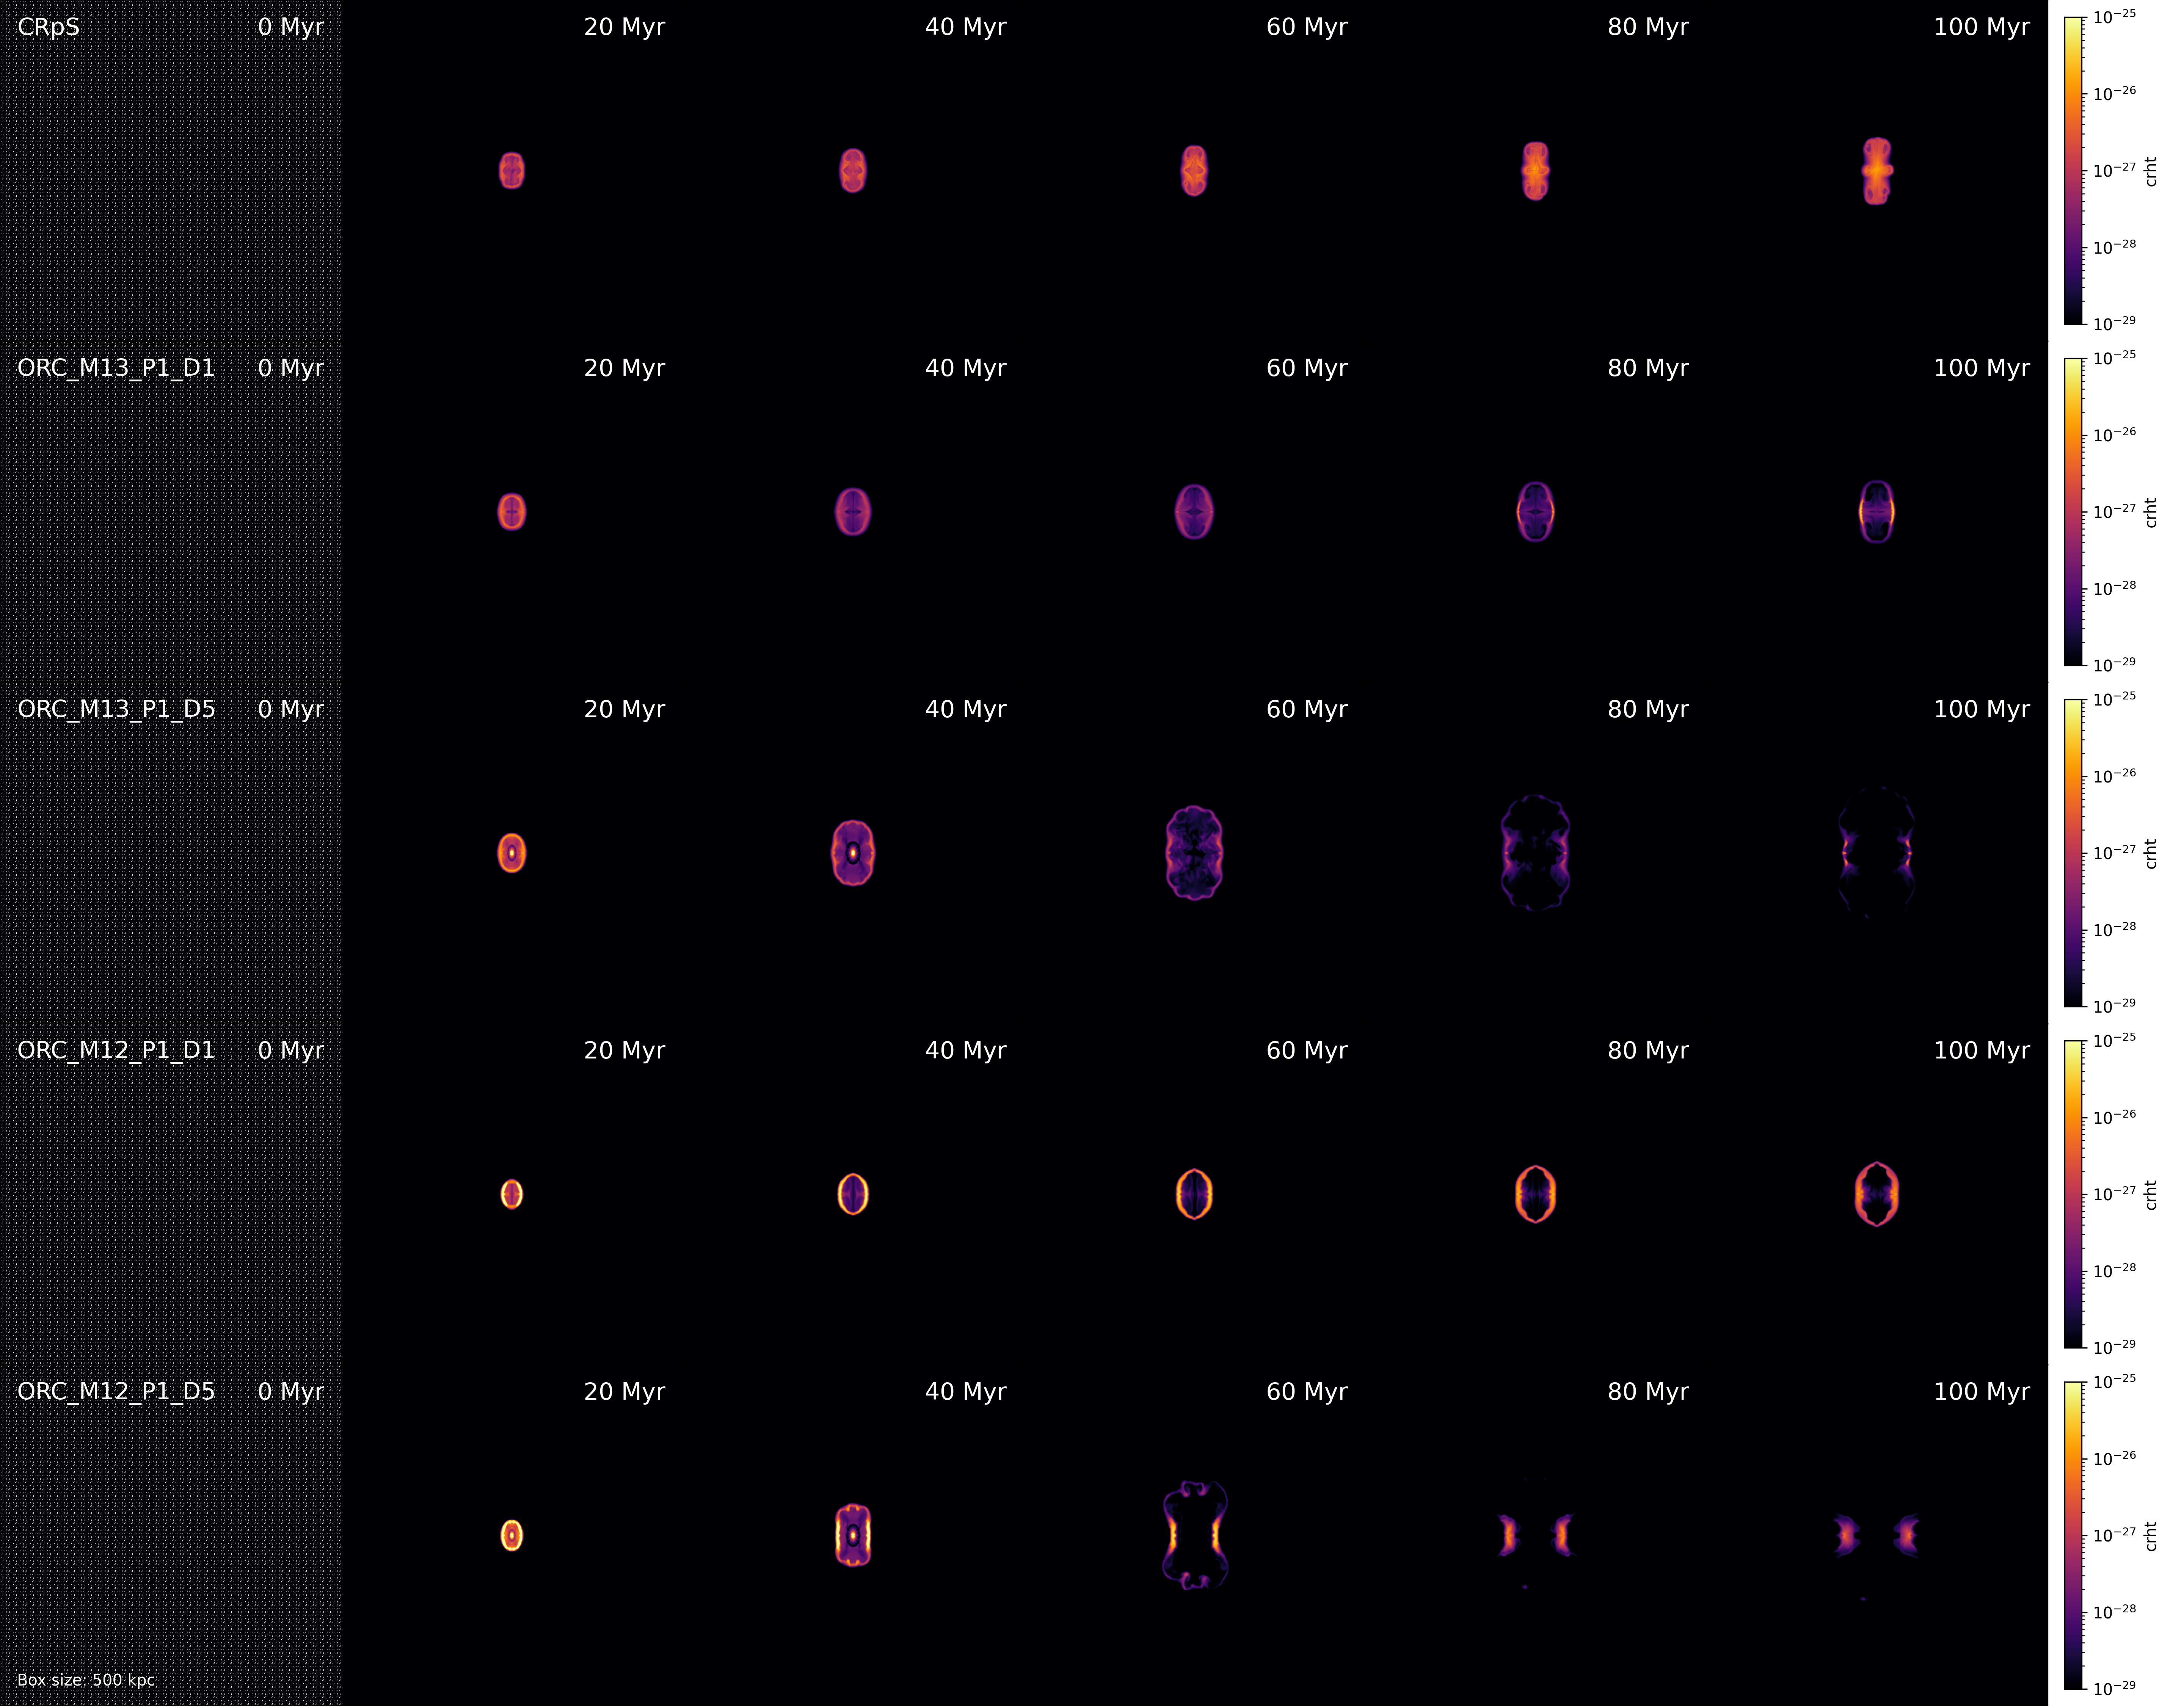 CRpS 0 Myr 20 Myr 40 Myr 60 Myr 80 Myr 100 Myr
10⁻²⁵
10⁻²⁶
10⁻²⁷
10⁻²⁸
10⁻²⁹
crht
ORC_M13_P1_D1 0 Myr 20 Myr 40 Myr 60 Myr 80 Myr 100 Myr
10⁻²⁵
10⁻²⁶
10⁻²⁷
10⁻²⁸
10⁻²⁹
crht
ORC_M13_P1_D5 0 Myr 20 Myr 40 Myr 60 Myr 80 Myr 100 Myr
10⁻²⁵
10⁻²⁶
10⁻²⁷
10⁻²⁸
10⁻²⁹
crht
ORC_M12_P1_D1 0 Myr 20 Myr 40 Myr 60 Myr 80 Myr 100 Myr
10⁻²⁵
10⁻²⁶
10⁻²⁷
10⁻²⁸
10⁻²⁹
crht
ORC_M12_P1_D5 0 Myr 20 Myr 40 Myr 60 Myr 80 Myr 100 Myr
10⁻²⁵
10⁻²⁶
10⁻²⁷
10⁻²⁸
10⁻²⁹
crht
Box size: 500 kpc